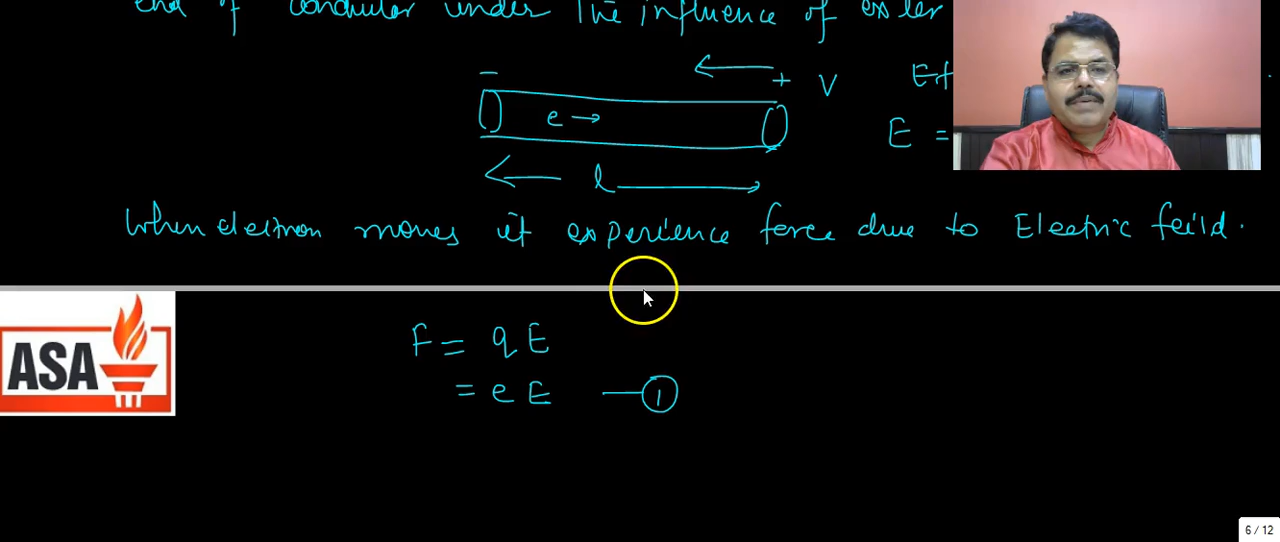 end of conductor under The influence of exter
- + V
e →
E =
l
When electron moves it experience force due to Electric feild.
ASA
F = q E
= e E — 1
6 / 12